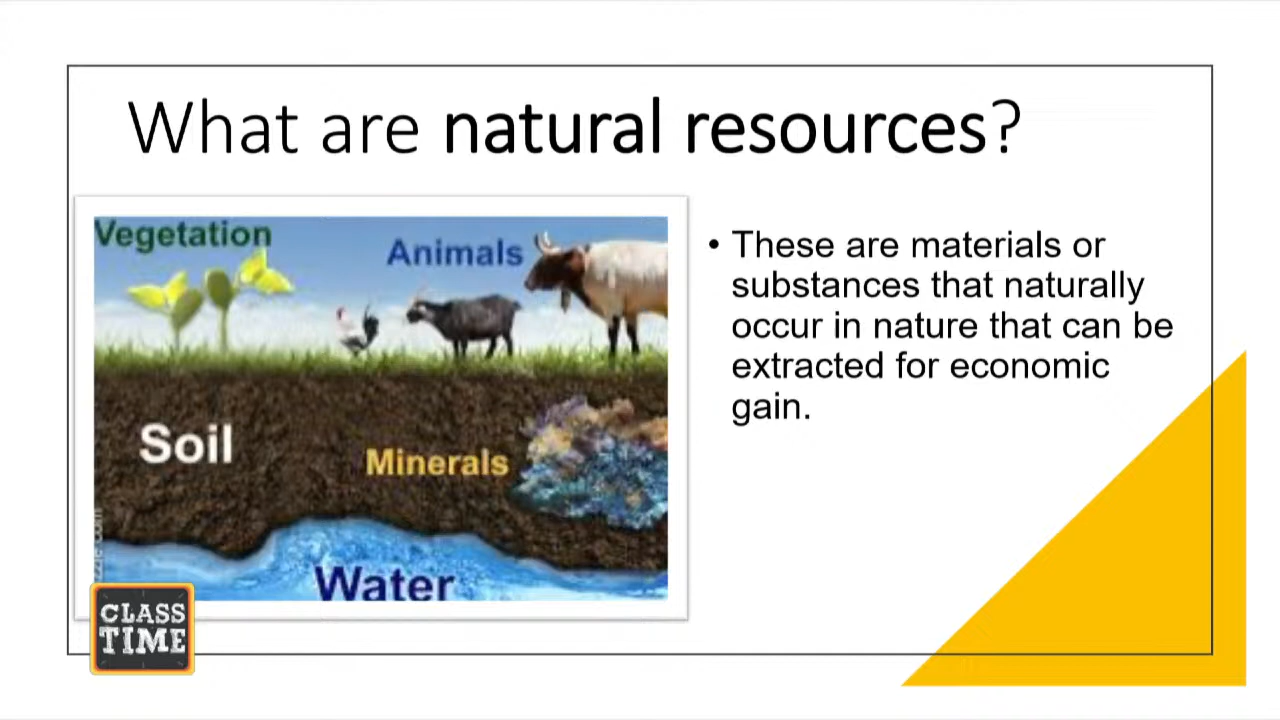 What are natural resources?
Vegetation
Animals
Soil
Minerals
Water
• These are materials or
substances that naturally
occur in nature that can be
extracted for economic
gain.
CLASS
TIME